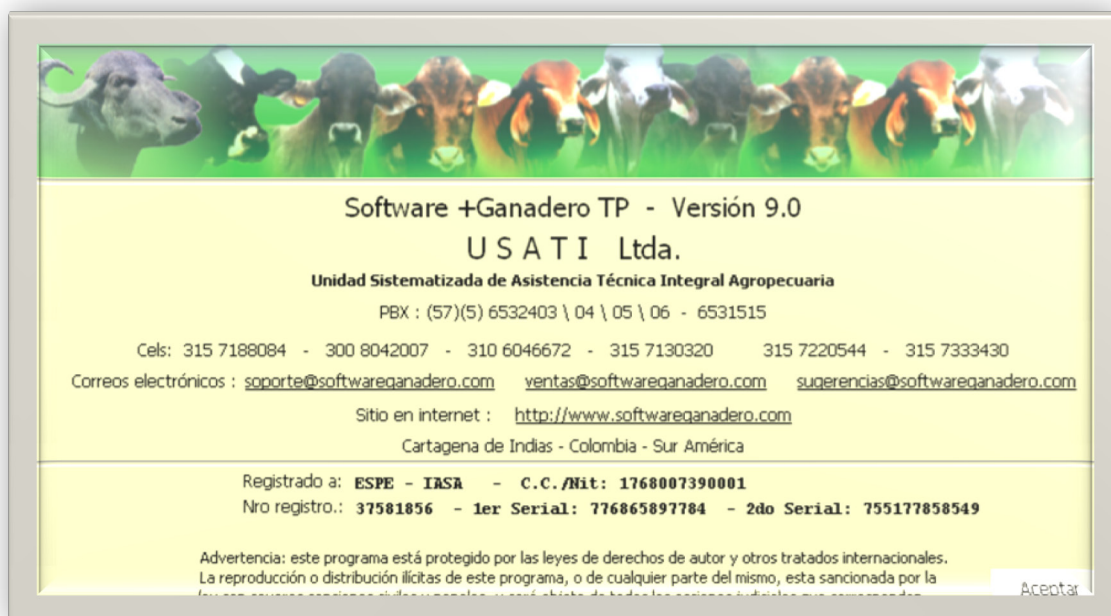 Software +Ganadero TP - Versión 9.0
U S A T I Ltda.
Unidad Sistematizada de Asistencia Técnica Integral Agropecuaria
PBX : (57)(5) 6532403 \ 04 \ 05 \ 06 - 6531515
Cels: 315 7188084 - 300 8042007 - 310 6046672 - 315 7130320 315 7220544 - 315 7333430
Correos electrónicos : soporte@softwareganadero.com ventas@softwareganadero.com sugerencias@softwareganadero.com
Sitio en internet : http://www.softwareganadero.com
Cartagena de Indias - Colombia - Sur América
Registrado a: ESPE - IASA - C.C./Nit: 1768007390001
Nro registro.: 37581856 - 1er Serial: 776865897784 - 2do Serial: 755177858549
Advertencia: este programa está protegido por las leyes de derechos de autor y otros tratados internacionales.
La reproducción o distribución ilícitas de este programa, o de cualquier parte del mismo, esta sancionada por la
Aceptar